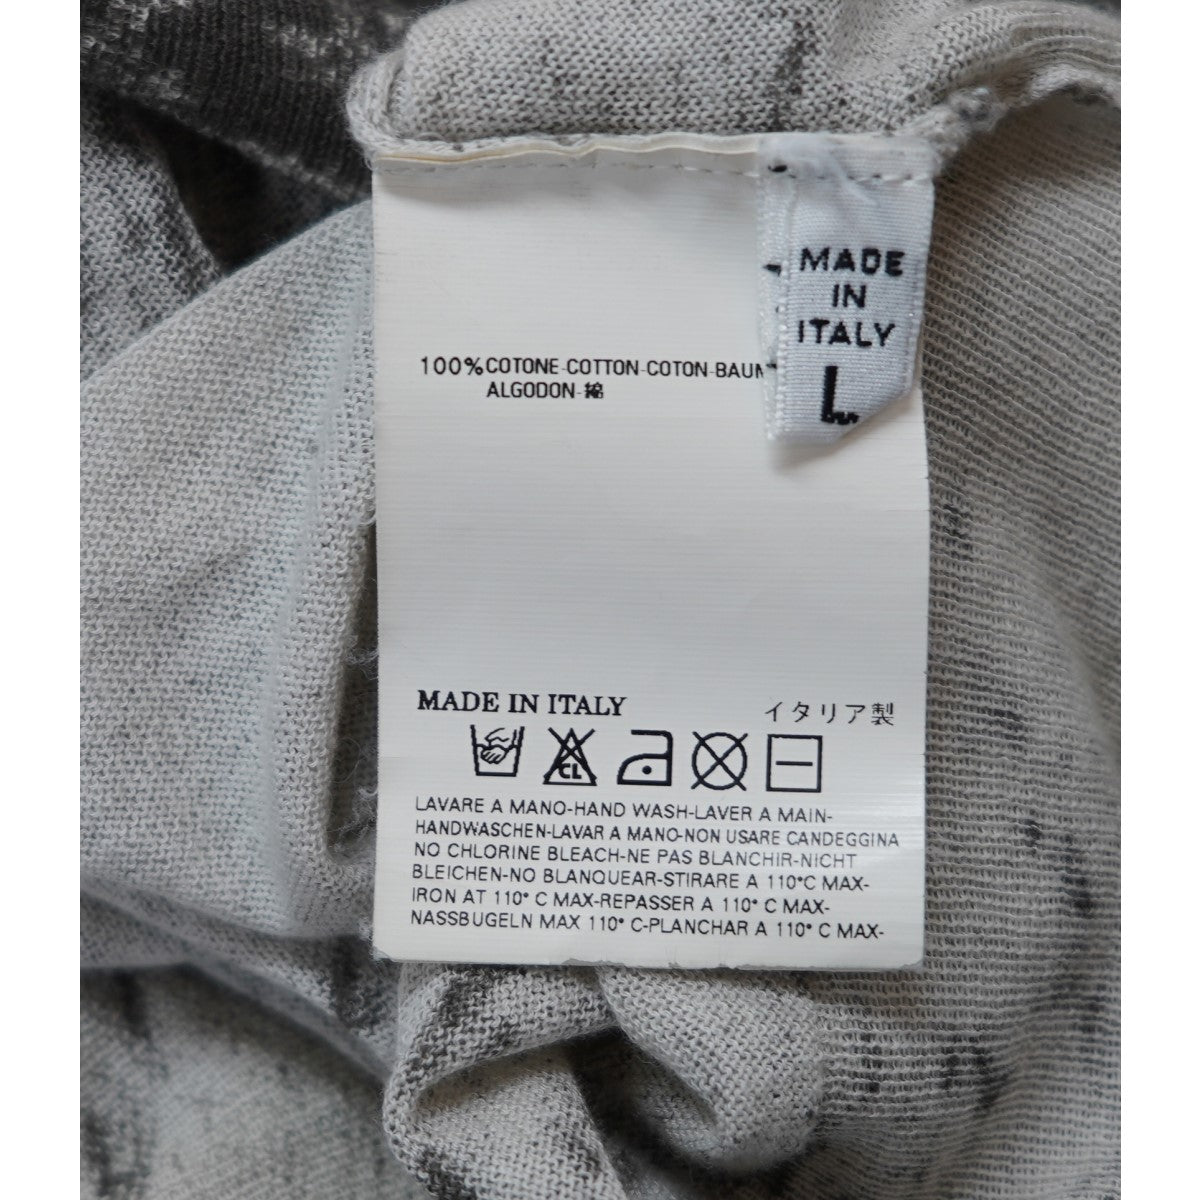 MADE
IN
ITALY
L
100% COTONE-COTTON-COTON-
ALGODON-綿
MADE IN ITALY
イタリア製
CL
LAVARE A MANO-HAND WASH-LAVER A MAIN-
HANDWASCHEN-LAVAR A MANO-NON USARE CANDEGGINA
NO CHLORINE BLEACH-NE PAS BLANCHIR-NICHT
BLEICHEN-NO BLANQUEAR-STIRARE A 110°C MAX-
IRON AT 110° C MAX-REPASSER A 110° C MAX-
NASSBUGELN MAX 110° C-PLANCHAR A 110° C MAX-